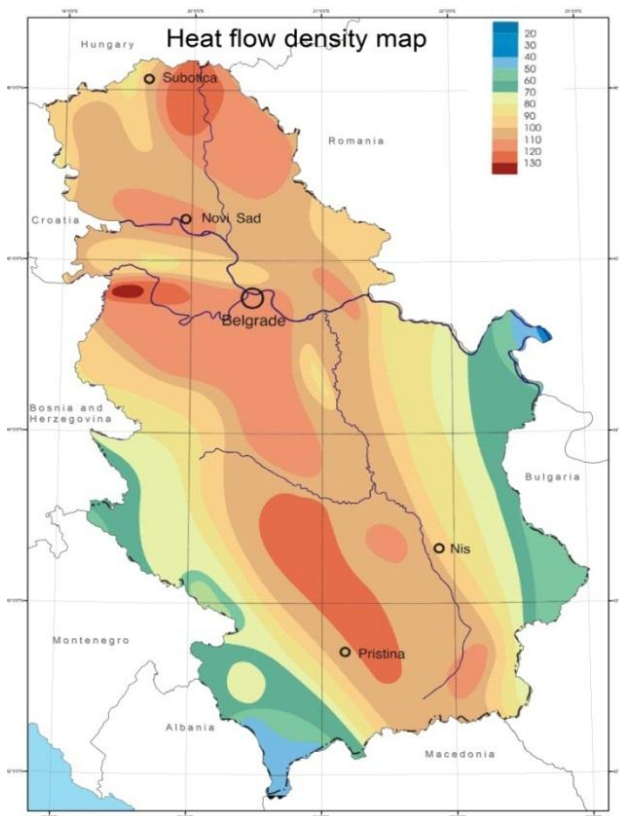 Heat flow density map
Hungary
20
30
40
50
60
70
80
90
100
110
120
130
Subotica
Romania
Croatia
Novi Sad
Belgrade
Bosnia and
Herzegovina
Bulgaria
Nis
Montenegro
Pristina
Albania
Macedonia